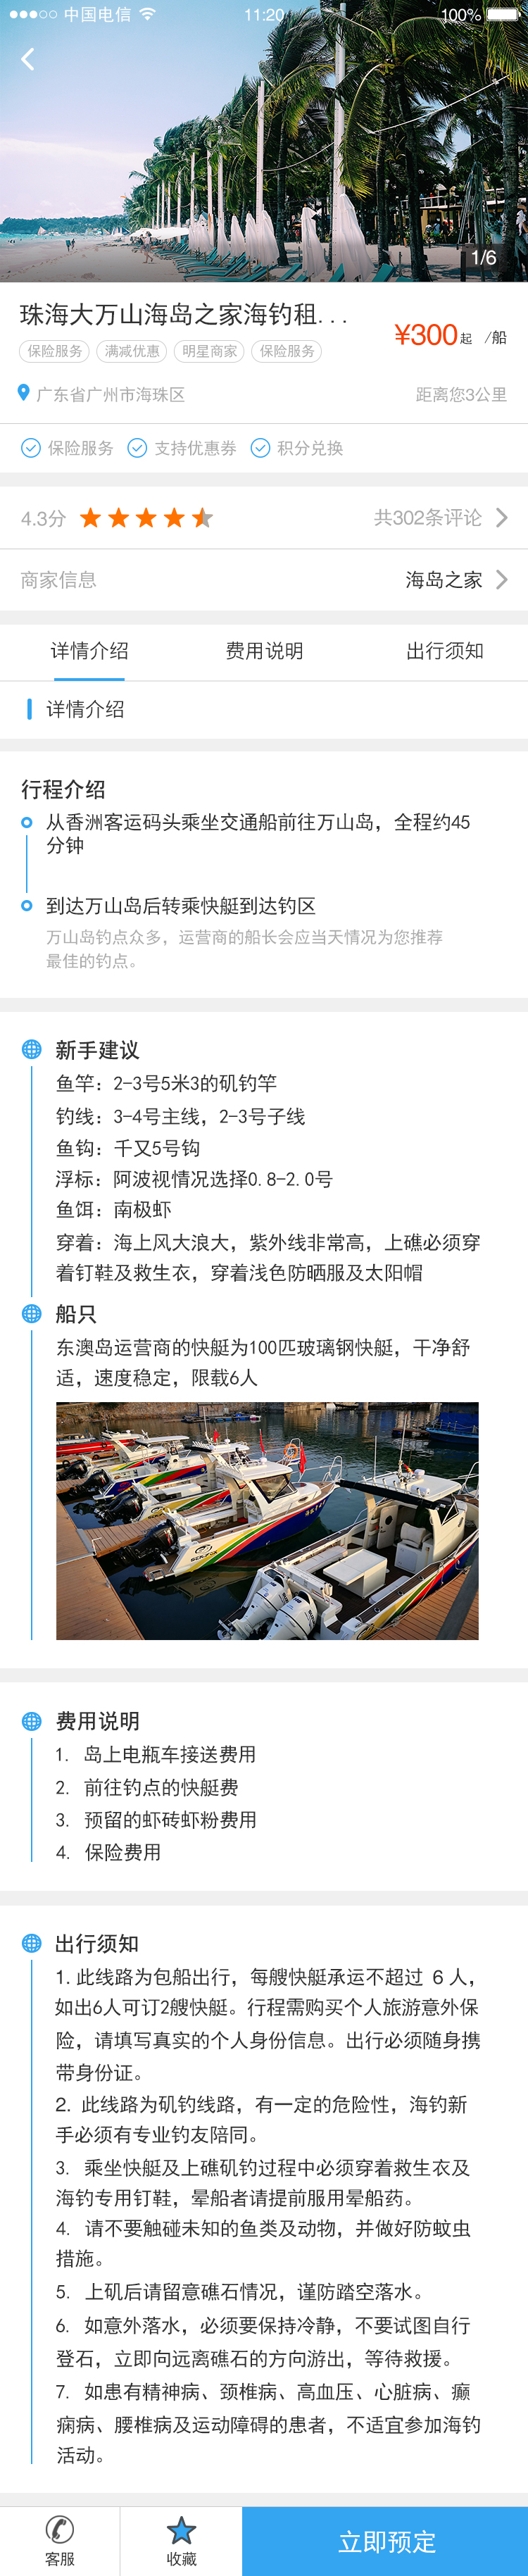 中国电信 11:20 100%
1/6
珠海大万山海岛之家海钓租...
¥300起 /船
保险服务 满减优惠 明星商家 保险服务
广东省广州市海珠区 距离您3公里
保险服务 支持优惠券 积分兑换
4.3分 共302条评论
商家信息 海岛之家
详情介绍 费用说明 出行须知
详情介绍
行程介绍
从香洲客运码头乘坐交通船前往万山岛，全程约45
分钟
到达万山岛后转乘快艇到达钓区
万山岛钓点众多，运营商的船长会应当天情况为您推荐
最佳的钓点。
新手建议
鱼竿：2-3号5米3的矶钓竿
钓线：3-4号主线，2-3号子线
鱼钩：千又5号钩
浮标：阿波视情况选择0.8-2.0号
鱼饵：南极虾
穿着：海上风大浪大，紫外线非常高，上礁必须穿
着钉鞋及救生衣，穿着浅色防晒服及太阳帽
船只
东澳岛运营商的快艇为100匹玻璃钢快艇，干净舒
适，速度稳定，限载6人
费用说明
1. 岛上电瓶车接送费用
2. 前往钓点的快艇费
3. 预留的虾砖虾粉费用
4. 保险费用
出行须知
1.此线路为包船出行，每艘快艇承运不超过 6 人，
如出6人可订2艘快艇。行程需购买个人旅游意外保
险，请填写真实的个人身份信息。出行必须随身携
带身份证。
2. 此线路为矶钓线路，有一定的危险性，海钓新
手必须有专业钓友陪同。
3. 乘坐快艇及上礁矶钓过程中必须穿着救生衣及
海钓专用钉鞋，晕船者请提前服用晕船药。
4. 请不要触碰未知的鱼类及动物，并做好防蚊虫
措施。
5. 上矶后请留意礁石情况，谨防踏空落水。
6. 如意外落水，必须要保持冷静，不要试图自行
登石，立即向远离礁石的方向游出，等待救援。
7. 如患有精神病、颈椎病、高血压、心脏病、癫
痫病、腰椎病及运动障碍的患者，不适宜参加海钓
活动。
客服 收藏 立即预定